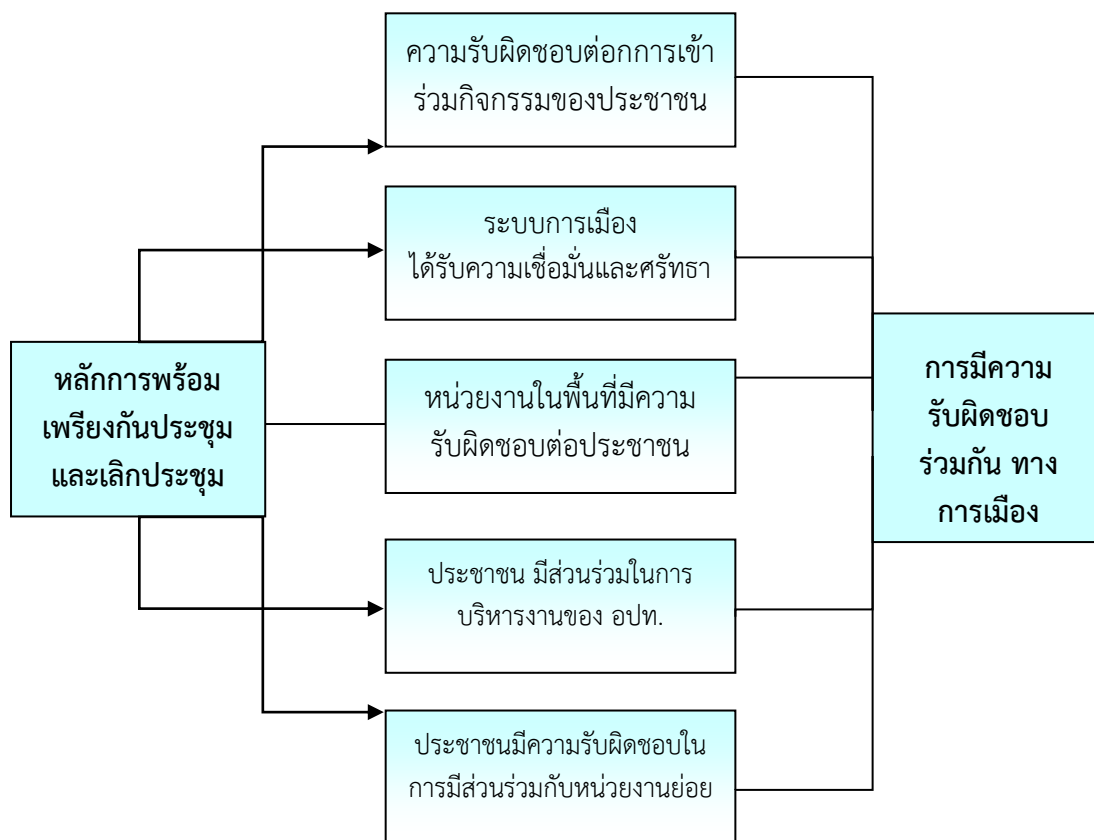 ความรับผิดชอบต่อกการเข้า
ร่วมกิจกรรมของประชาชน
ระบบการเมือง
ได้รับความเชื่อมั่นและศรัทธา
หลักการพร้อม
เพรียงกันประชุม
และเลิกประชุม
หน่วยงานในพื้นที่มีความ
รับผิดชอบต่อประชาชน
การมีความ
รับผิดชอบ
ร่วมกัน ทาง
การเมือง
ประชาชน มีส่วนร่วมในการ
บริหารงานของ อปท.
ประชาชนมีความรับผิดชอบใน
การมีส่วนร่วมกับหน่วยงานย่อย